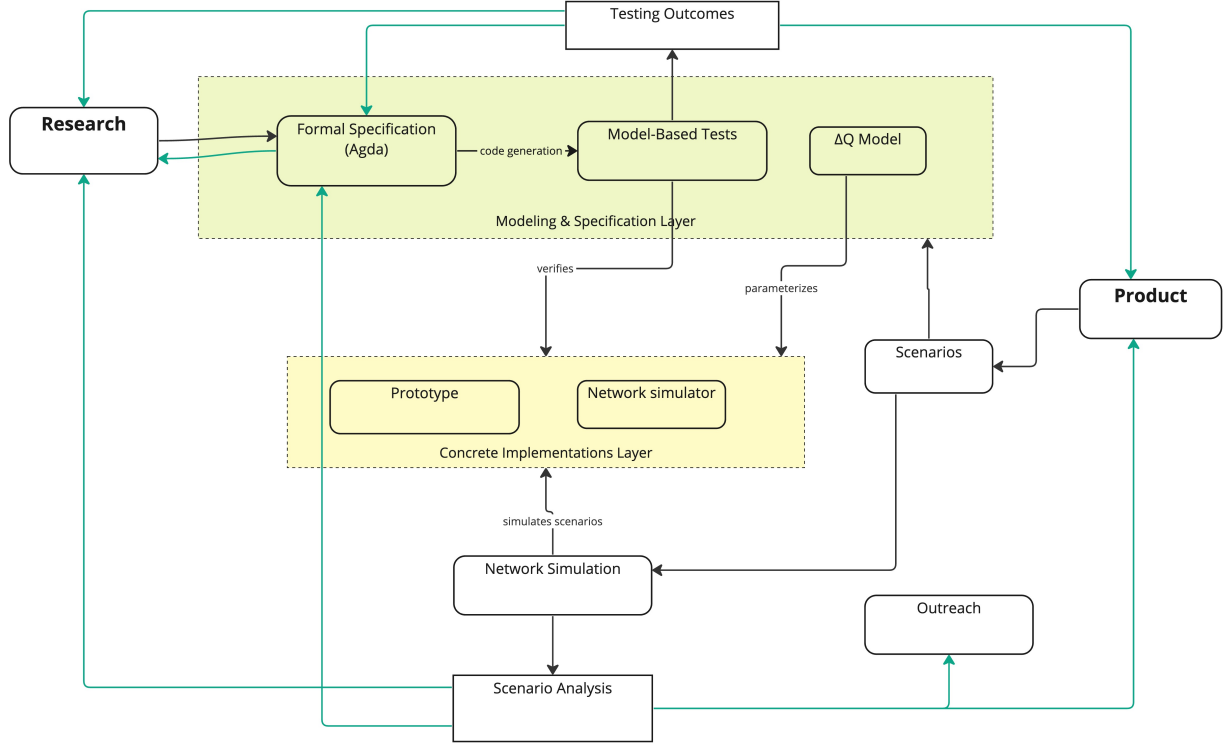 Testing Outcomes
Research
Formal Specification
(Agda)
code generation
Model-Based Tests
ΔQ Model
Modeling & Specification Layer
verifies
parameterizes
Product
Scenarios
Prototype
Network simulator
Concrete Implementations Layer
simulates scenarios
Network Simulation
Outreach
Scenario Analysis